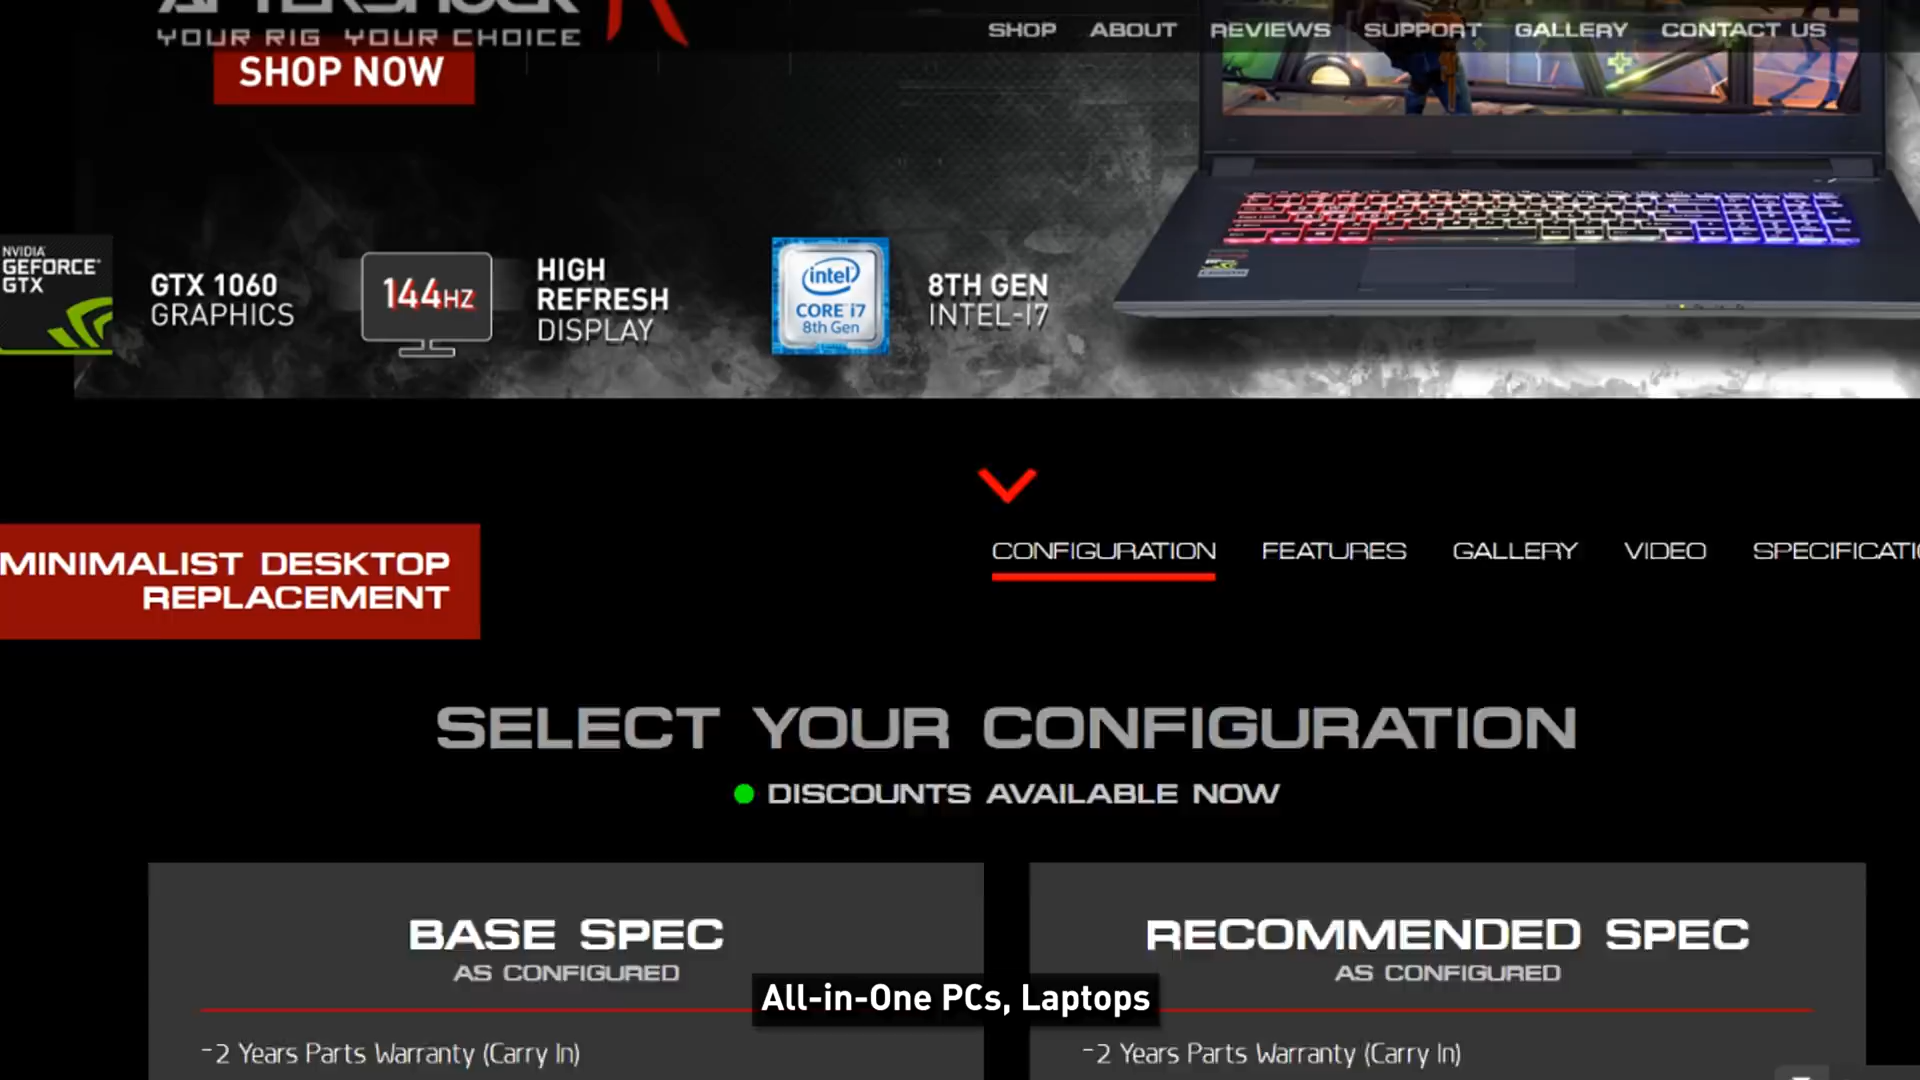 AFTERSHOCK
YOUR RIG YOUR CHOICE
SHOP ABOUT REVIEWS SUPPORT GALLERY CONTACT US
SHOP NOW
NVIDIA
GEFORCE
GTX
GTX 1060
GRAPHICS
144HZ
HIGH
REFRESH
DISPLAY
intel
CORE i7
8th Gen
8TH GEN
INTEL-I7
MINIMALIST DESKTOP
REPLACEMENT
CONFIGURATION FEATURES GALLERY VIDEO SPECIFICATIO
SELECT YOUR CONFIGURATION
DISCOUNTS AVAILABLE NOW
BASE SPEC
AS CONFIGURED
-2 Years Parts Warranty (Carry In)
RECOMMENDED SPEC
AS CONFIGURED
-2 Years Parts Warranty (Carry In)
All-in-One PCs, Laptops